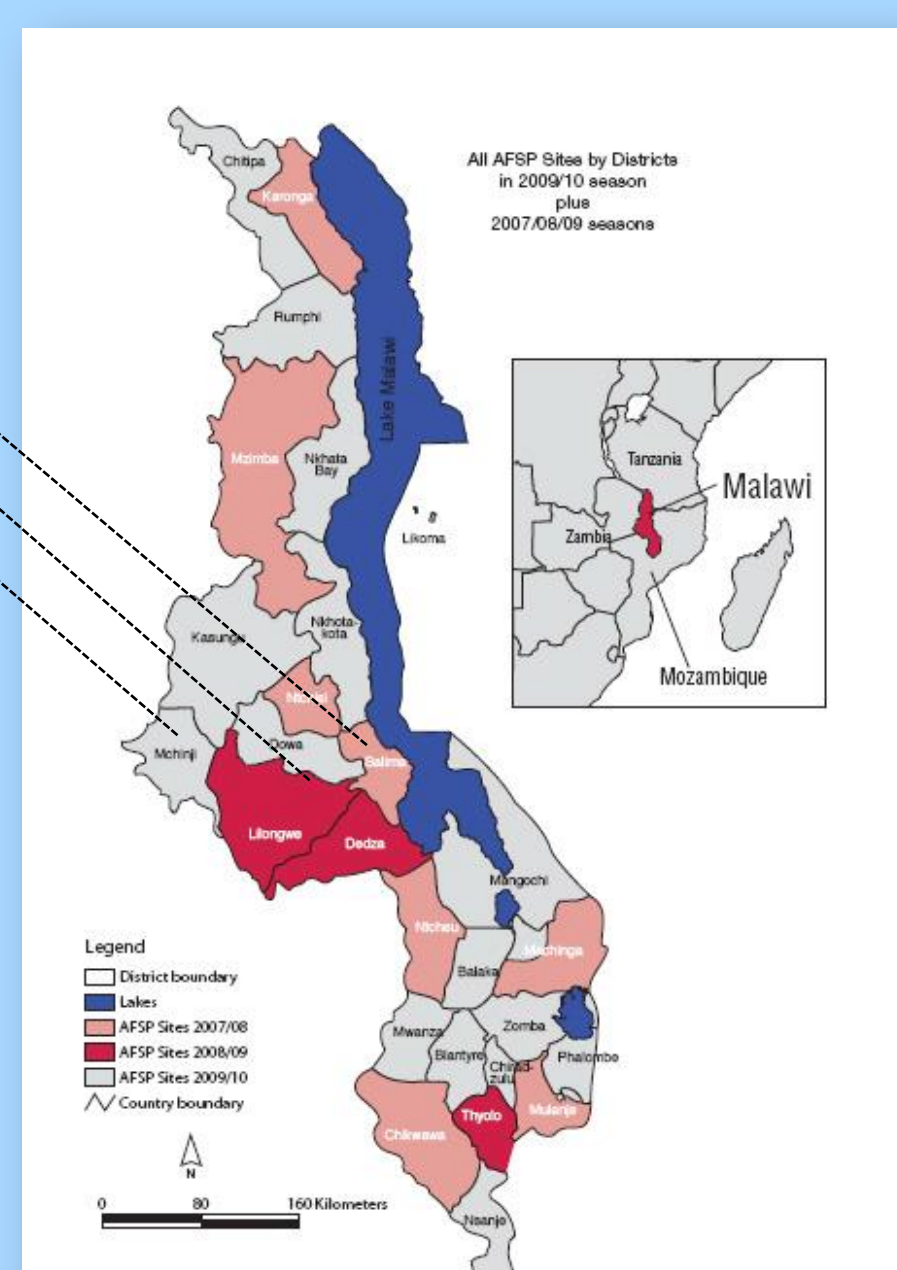 All AFSP Sites by Districts
in 2009/10 season
plus
2007/08/09 seasons
Chitipa
Karonga
Rumphi
Lake Malawi
Mzimba
Nkhata
Bay
Likoma
Tanzania
Malawi
Zambia
Mozambique
Kasungu
Nkhota-
kota
Ntchisi
Mchinji
Dowa
Salima
Lilongwe
Dedza
Mangochi
Ntcheu
Machinga
Balaka
Mwanza
Zomba
Blantyre
Chirad-
zulu
Phalombe
Thyolo
Mulanje
Chikwawa
Nsanje
Legend
District boundary
Lakes
AFSP Sites 2007/08
AFSP Sites 2008/09
AFSP Sites 2009/10
Country boundary
N
0 80 160 Kilometers